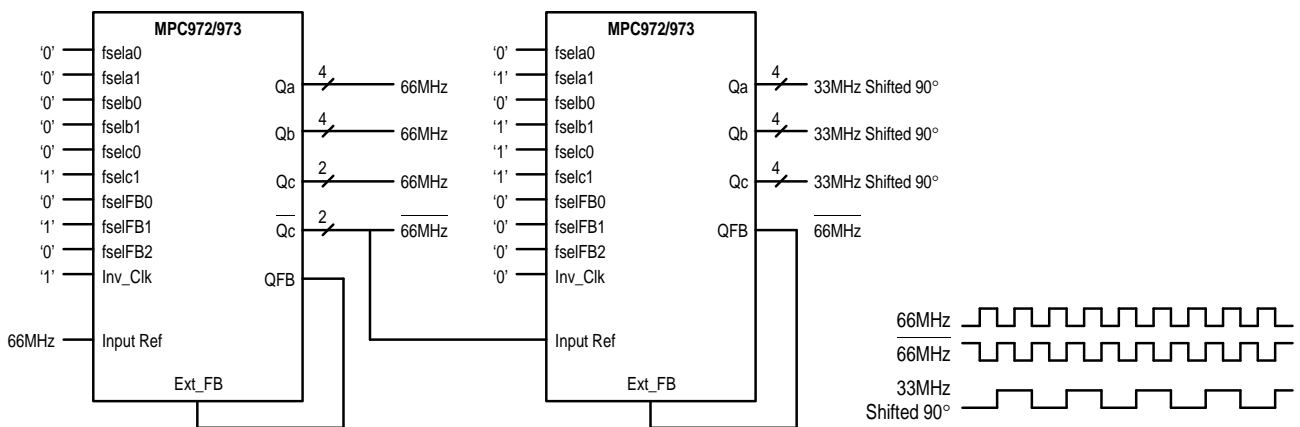 MPC972/973
‘0’ fsela0
‘0’ fsela1
‘0’ fselb0
‘0’ fselb1
‘0’ fselc0
‘1’ fselc1
‘0’ fselFB0
‘1’ fselFB1
‘0’ fselFB2
‘1’ Inv_Clk
66MHz Input Ref
Ext_FB
Qa 4 66MHz
Qb 4 66MHz
Qc 2 66MHz
Qc 2 66MHz
QFB
MPC972/973
‘0’ fsela0
‘1’ fsela1
‘0’ fselb0
‘1’ fselb1
‘1’ fselc0
‘1’ fselc1
‘0’ fselFB0
‘0’ fselFB1
‘0’ fselFB2
‘0’ Inv_Clk
Input Ref
Ext_FB
Qa 4 33MHz Shifted 90°
Qb 4 33MHz Shifted 90°
Qc 4 33MHz Shifted 90°
QFB 66MHz
66MHz
66MHz
33MHz
Shifted 90°